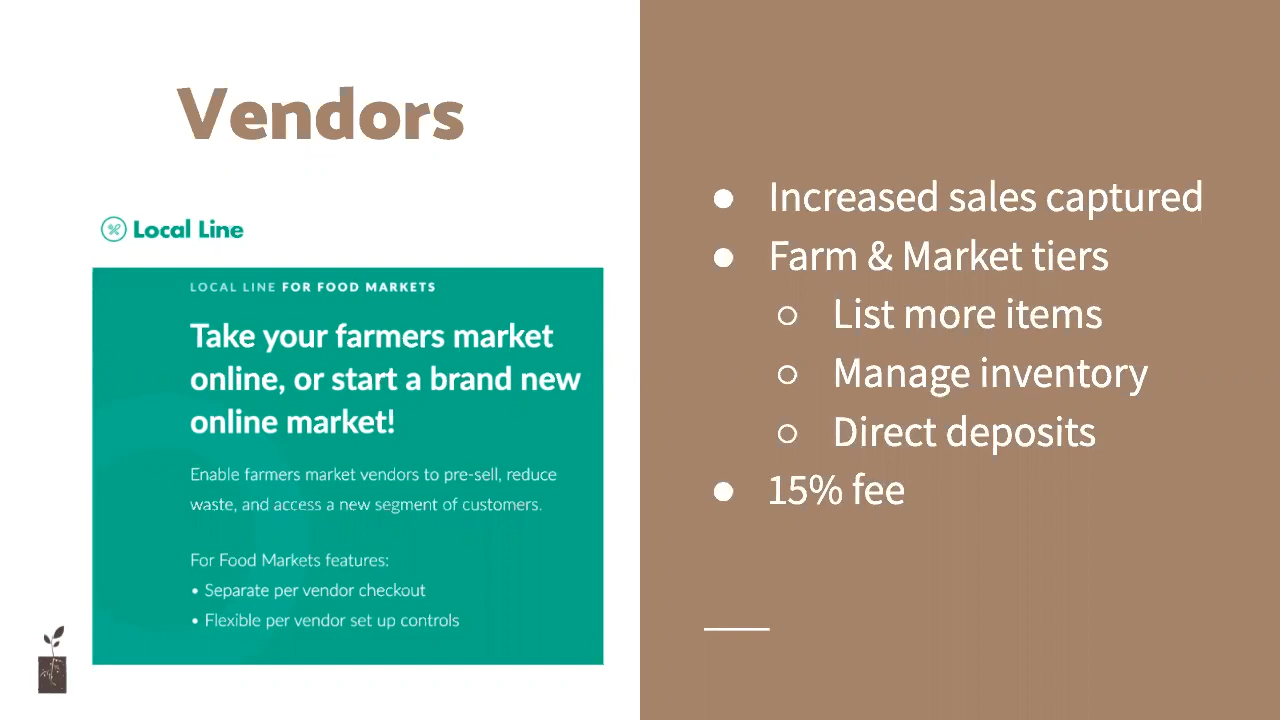 Vendors
Local Line
LOCAL LINE FOR FOOD MARKETS
Take your farmers market
online, or start a brand new
online market!
Enable farmers market vendors to pre-sell, reduce
waste, and access a new segment of customers.
For Food Markets features:
• Separate per vendor checkout
• Flexible per vendor set up controls
● Increased sales captured
● Farm & Market tiers
○ List more items
○ Manage inventory
○ Direct deposits
● 15% fee